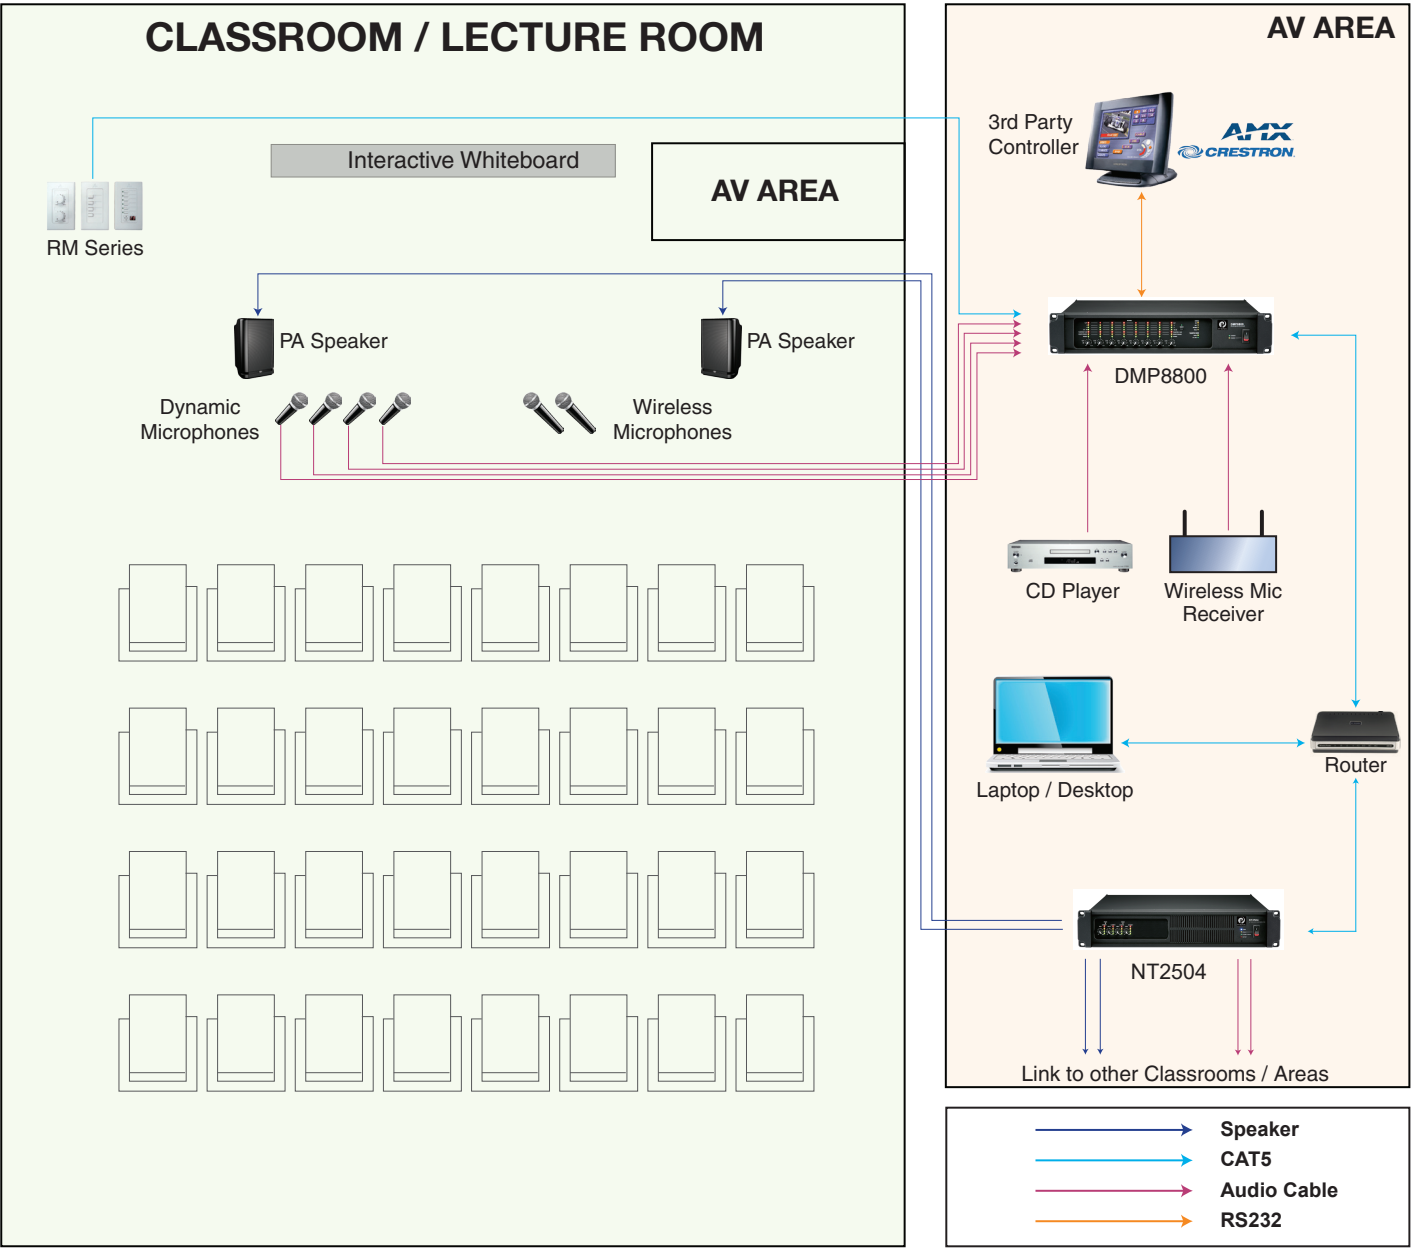 CLASSROOM / LECTURE ROOM
AV AREA
3rd Party
Controller
AMX
CRESTRON
Interactive Whiteboard
AV AREA
RM Series
PA Speaker
PA Speaker
DMP8800
Dynamic
Microphones
Wireless
Microphones
CD Player
Wireless Mic
Receiver
Router
Laptop / Desktop
NT2504
Link to other Classrooms / Areas
Speaker
CAT5
Audio Cable
RS232